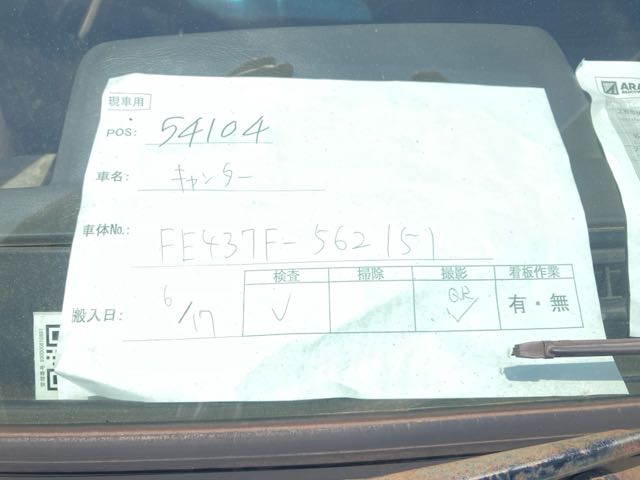 現車用
POS: 54104
車名: キャンター
車体No.: FE437F-562151
検査 掃除 撮影 看板作業
搬入日: 6/17 ✓ QR ✓ 有・無
ARA